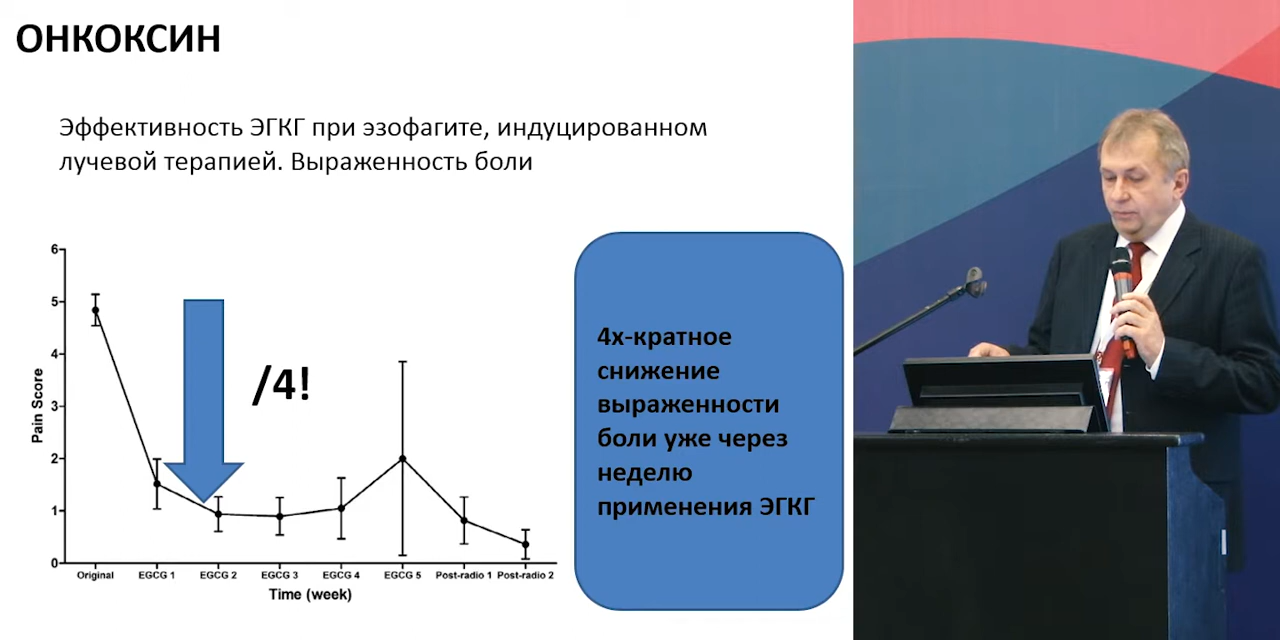 ОНКОКСИН
Эффективность ЭГКГ при эзофагите, индуцированном
лучевой терапией. Выраженность боли
6
5
4
3
2
1
0
Pain Score
/4!
Original
EGCG 1
EGCG 2
EGCG 3
EGCG 4
EGCG 5
Post-radio 1
Post-radio 2
Time (week)
4х-кратное
снижение
выраженности
боли уже через
неделю
применения ЭГКГ